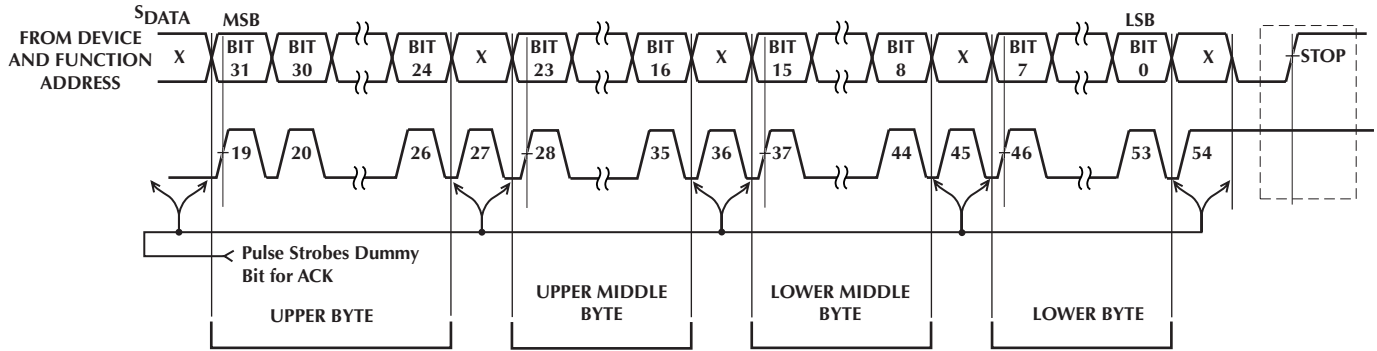 SDATA
FROM DEVICE
AND FUNCTION
ADDRESS
MSB
LSB
X
BIT
31
BIT
30
BIT
24
X
BIT
23
BIT
16
X
BIT
15
BIT
8
X
BIT
7
BIT
0
X
STOP
19
20
26
27
28
35
36
37
44
45
46
53
54
Pulse Strobes Dummy
Bit for ACK
UPPER BYTE
UPPER MIDDLE
BYTE
LOWER MIDDLE
BYTE
LOWER BYTE